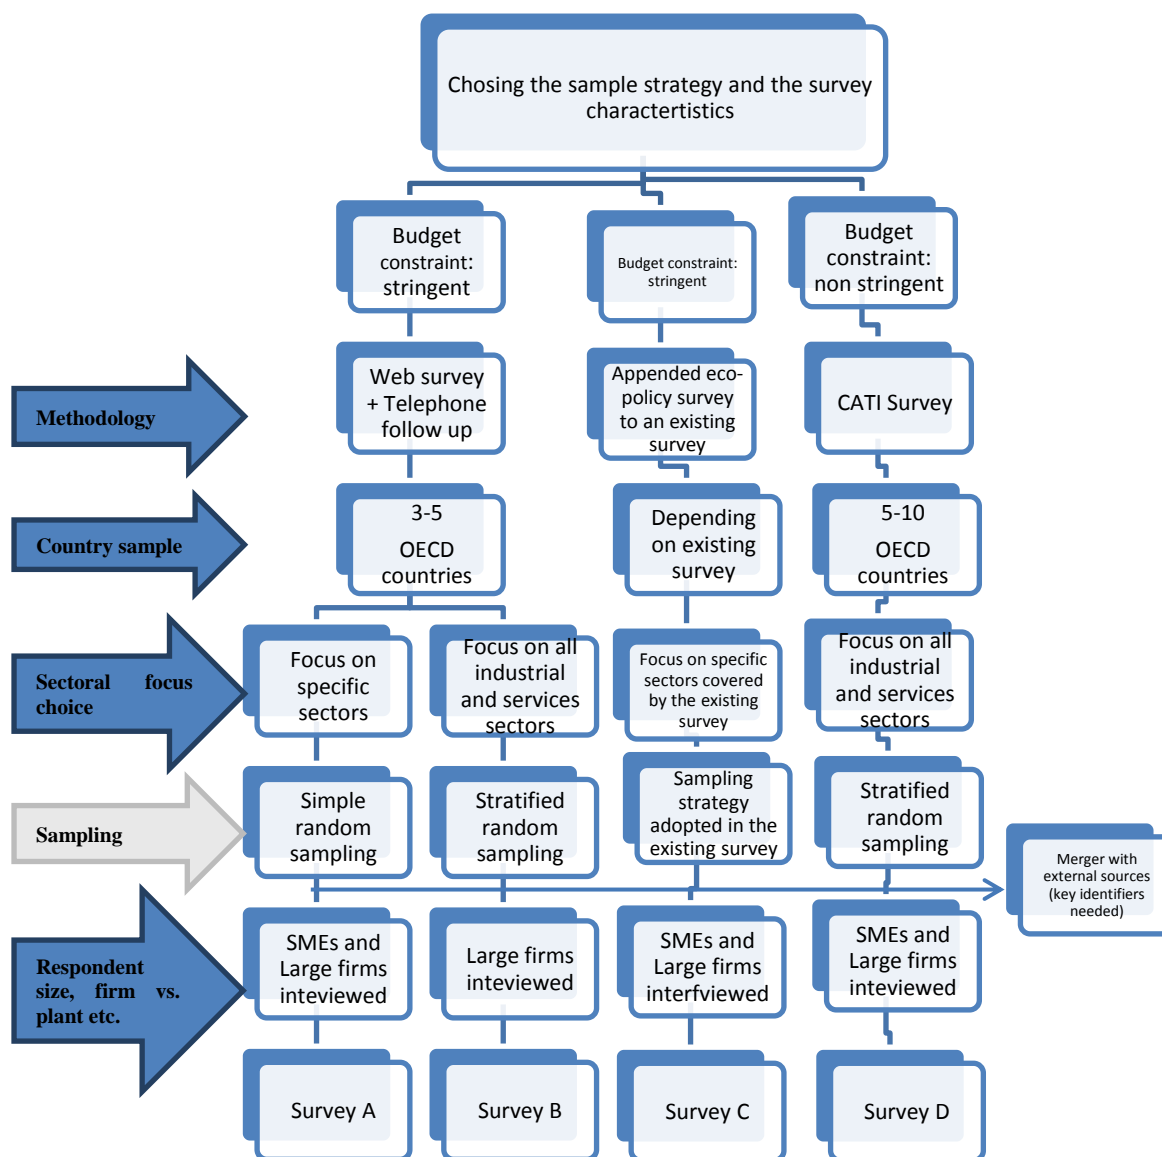 Chosing the sample strategy and the survey
charactertistics
Budget
constraint:
stringent
Budget constraint:
stringent
Budget
constraint:
non stringent
Methodology
Web survey
+ Telephone
follow up
Appended eco-
policy survey
to an existing
survey
CATI Survey
Country sample
3-5
OECD
countries
Depending
on existing
survey
5-10
OECD
countries
Sectoral focus
choice
Focus on
specific
sectors
Focus on all
industrial
and services
sectors
Focus on specific
sectors covered
by the existing
survey
Focus on all
industrial
and services
sectors
Sampling
Simple
random
sampling
Stratified
random
sampling
Sampling
strategy
adopted in the
existing survey
Stratified
random
sampling
Merger with
external sources
(key identifiers
needed)
Respondent
size, firm vs.
plant etc.
SMEs and
Large firms
inteviewed
Large firms
inteviewed
SMEs and
Large firms
interfviewed
SMEs and
Large firms
inteviewed
Survey A
Survey B
Survey C
Survey D